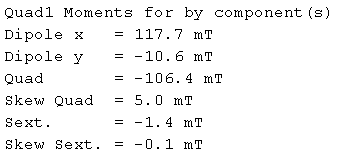 Quad1 Moments for by component(s)
Dipole x = 117.7 mT
Dipole y = -10.6 mT
Quad = -106.4 mT
Skew Quad = 5.0 mT
Sext. = -1.4 mT
Skew Sext. = -0.1 mT